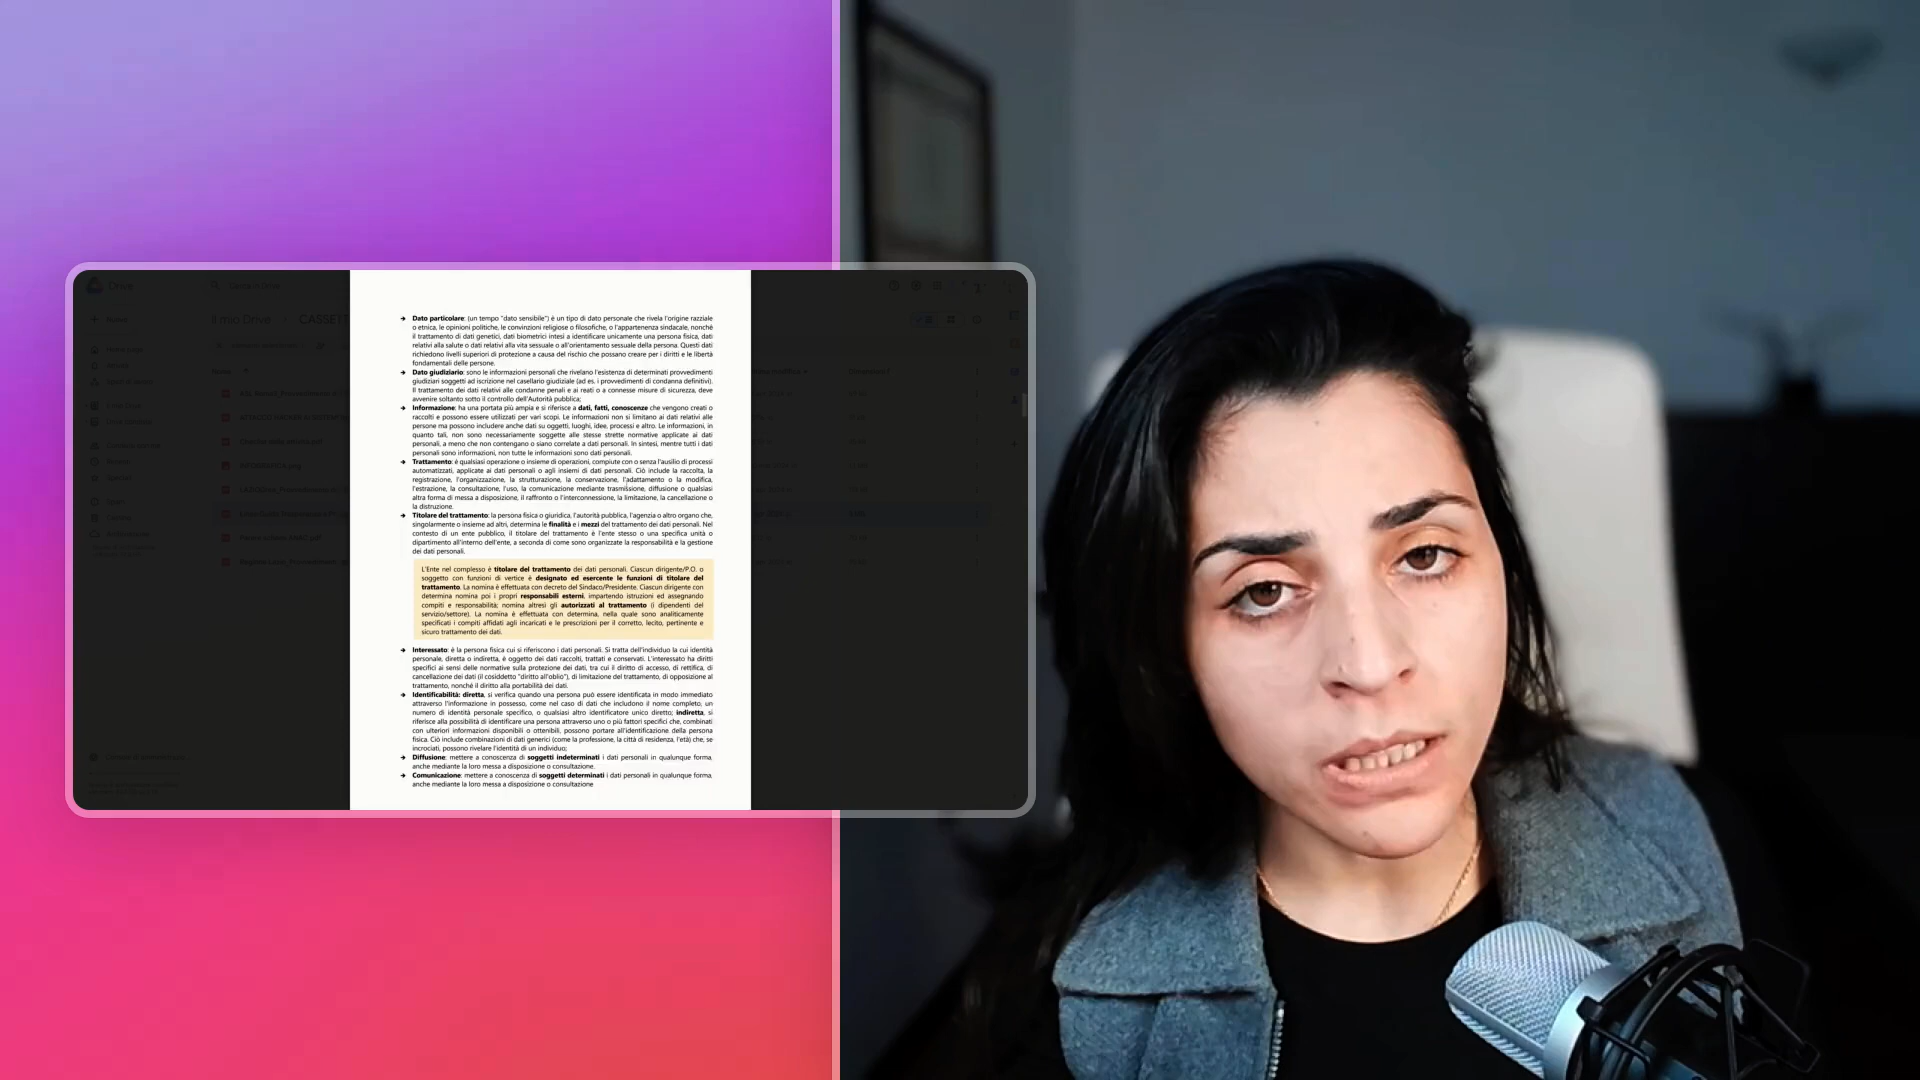 Drive
Il mio Drive > CASSETT
➔ Dato particolare: (un tempo "dato sensibile") è un tipo di dato personale che rivela l'origine razziale
o etnica, le opinioni politiche, le convinzioni religiose o filosofiche, o l'appartenenza sindacale, nonché
il trattamento di dati genetici, dati biometrici intesi a identificare unicamente una persona fisica, dati
relativi alla salute o dati relativi alla vita sessuale o all'orientamento sessuale della persona. Questi dati
richiedono livelli superiori di protezione a causa del rischio che possano creare per i diritti e le libertà
fondamentali delle persone.
➔ Dato giudiziario: sono le informazioni personali che rivelano l'esistenza di determinati provvedimenti
giudiziari soggetti ad iscrizione nel casellario giudiziale (ad es. i provvedimenti di condanna definitivi).
Il trattamento dei dati relativi alle condanne penali e ai reati o a connesse misure di sicurezza, deve
avvenire soltanto sotto il controllo dell'Autorità pubblica;
➔ Informazione: ha una portata più ampia e si riferisce a dati, fatti, conoscenze che vengono creati o
raccolti e possono essere utilizzati per vari scopi. Le informazioni non si limitano ai dati relativi alle
persone ma possono includere anche dati su oggetti, luoghi, idee, processi e altro. Le informazioni, in
quanto tali, non sono necessariamente soggette alle stesse strette normative applicate ai dati
personali, a meno che non contengano o siano correlate a dati personali. In sintesi, mentre tutti i dati
personali sono informazioni, non tutte le informazioni sono dati personali.
➔ Trattamento: è qualsiasi operazione o insieme di operazioni, compiute con o senza l'ausilio di processi
automatizzati, applicate ai dati personali o agli insiemi di dati personali. Ciò include la raccolta, la
registrazione, l'organizzazione, la strutturazione, la conservazione, l'adattamento o la modifica,
l'estrazione, la consultazione, l'uso, la comunicazione mediante trasmissione, diffusione o qualsiasi
altra forma di messa a disposizione, il raffronto o l'interconnessione, la limitazione, la cancellazione o
la distruzione.
➔ Titolare del trattamento: la persona fisica o giuridica, l'autorità pubblica, l'agenzia o altro organo che,
singolarmente o insieme ad altri, determina le finalità e i mezzi del trattamento dei dati personali. Nel
contesto di un ente pubblico, il titolare del trattamento è l'ente stesso o una specifica unità o
dipartimento all'interno dell'ente, a seconda di come sono organizzate la responsabilità e la gestione
dei dati personali.
L'Ente nel complesso è titolare del trattamento dei dati personali. Ciascun dirigente/P.O. o
soggetto con funzioni di vertice è designato ed esercente le funzioni di titolare del
trattamento. La nomina è effettuata con decreto del Sindaco/Presidente. Ciascun dirigente con
determina nomina poi i propri responsabili esterni, impartendo istruzioni ed assegnando
compiti e responsabilità; nomina altresì gli autorizzati al trattamento (i dipendenti del
servizio/settore). La nomina è effettuata con determina, nella quale sono analiticamente
specificati i compiti affidati agli incaricati e le prescrizioni per il corretto, lecito, pertinente e
sicuro trattamento dei dati.
➔ Interessato: è la persona fisica cui si riferiscono i dati personali. Si tratta dell'individuo la cui identità
personale, diretta o indiretta, è oggetto dei dati raccolti, trattati e conservati. L'interessato ha diritti
specifici ai sensi delle normative sulla protezione dei dati, tra cui il diritto di accesso, di rettifica, di
cancellazione dei dati (il cosiddetto "diritto all'oblio"), di limitazione del trattamento, di opposizione al
trattamento, nonché il diritto alla portabilità dei dati.
➔ Identificabilità: diretta, si verifica quando una persona può essere identificata in modo immediato
attraverso l'informazione in possesso, come nel caso di dati che includono il nome completo, un
numero di identità personale specifico, o qualsiasi altro identificatore unico diretto; indiretta, si
riferisce alla possibilità di identificare una persona attraverso uno o più fattori specifici che, combinati
con ulteriori informazioni disponibili o ottenibili, possono portare all'identificazione della persona
fisica. Ciò include combinazioni di dati generici (come la professione, la città di residenza, l'età) che, se
incrociati, possono rivelare l'identità di un individuo;
➔ Diffusione: mettere a conoscenza di soggetti indeterminati i dati personali in qualunque forma,
anche mediante la loro messa a disposizione o consultazione.
➔ Comunicazione: mettere a conoscenza di soggetti determinati i dati personali in qualunque forma,
anche mediante la loro messa a disposizione o consultazione